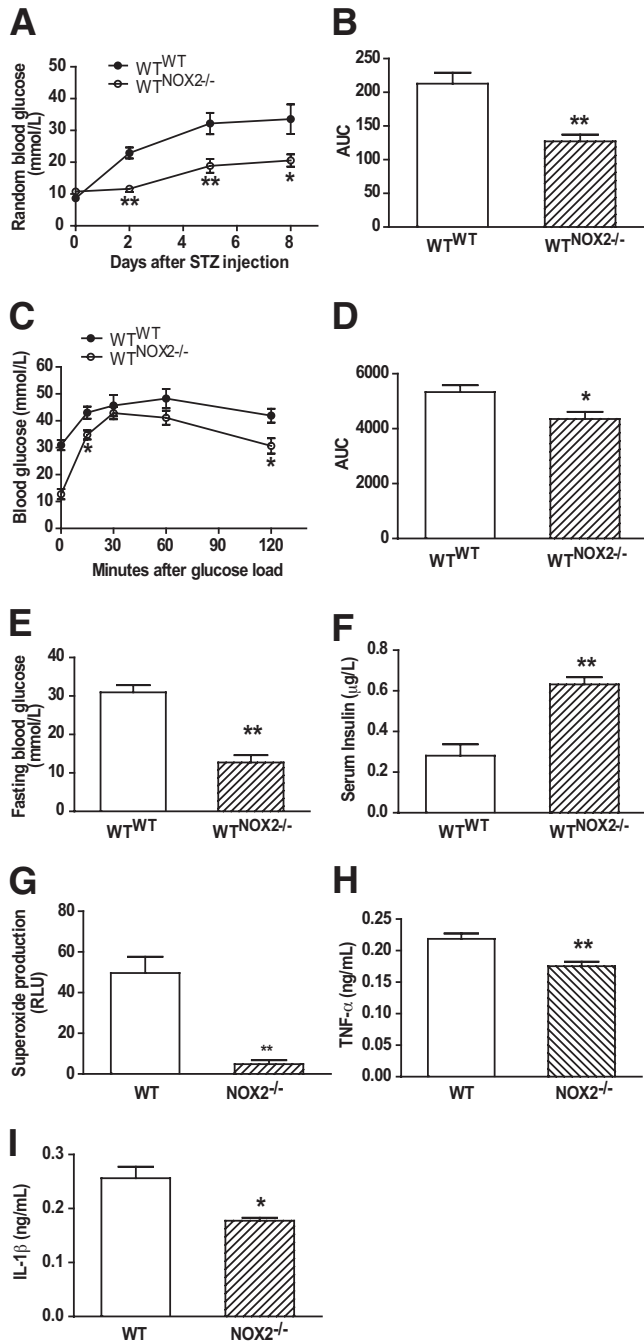 A
WT^WT
WT^NOX2-/-
Random blood glucose
(mmol/L)
50
40
30
20
10
0
**
**
*
0 2 4 6 8
Days after STZ injection
B
AUC
250
200
150
100
50
0
**
WT^WT WT^NOX2-/-
C
WT^WT
WT^NOX2-/-
Blood glucose (mmol/L)
60
50
40
30
20
10
0
*
*
0 30 60 90 120
Minutes after glucose load
D
AUC
6000
4000
2000
0
*
WT^WT WT^NOX2-/-
E
Fasting blood glucose
(mmol/L)
40
30
20
10
0
**
WT^WT WT^NOX2-/-
F
Serum Insulin (μg/L)
0.8
0.6
0.4
0.2
0.0
**
WT^WT WT^NOX2-/-
G
Superoxide production
(RLU)
80
60
40
20
0
**
WT NOX2^-/-
H
TNF-α (ng/mL)
0.25
0.20
0.15
0.10
0.05
0.00
**
WT NOX2^-/-
I
IL-1β (ng/mL)
0.3
0.2
0.1
0.0
*
WT NOX2^-/-